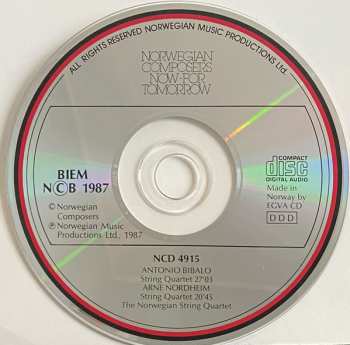 ALL RIGHTS RESERVED NORWEGIAN MUSIC PRODUCTIONS Ltd.
NORWEGIAN
COMPOSERS
NOW·FOR
TOMORROW
BIEM
N©B 1987
COMPACT
disc
DIGITAL AUDIO
© Norwegian
Composers
℗ Norwegian Music
Productions Ltd., 1987
Made in
Norway by
EGVA CD
DDD
NCD 4915
ANTONIO BIBALO
String Quartet 27'03
ARNE NORDHEIM
String Quartet 20'45
The Norwegian String Quartet